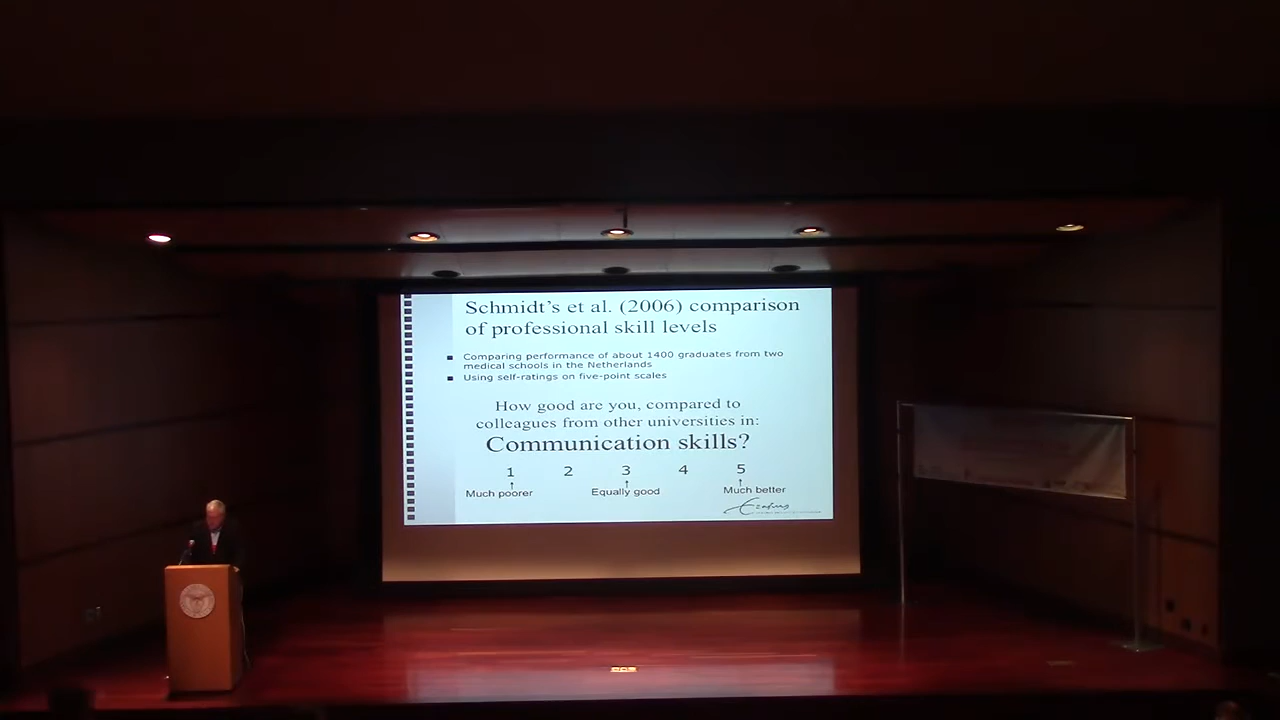 Schmidt's et al. (2006) comparison
of professional skill levels
Comparing performance of about 1400 graduates from two
medical schools in the Netherlands
Using self-ratings on five-point scales
How good are you, compared to
colleagues from other universities in:
Communication skills?
1 2 3 4 5
Much poorer Equally good Much better
Erasmus